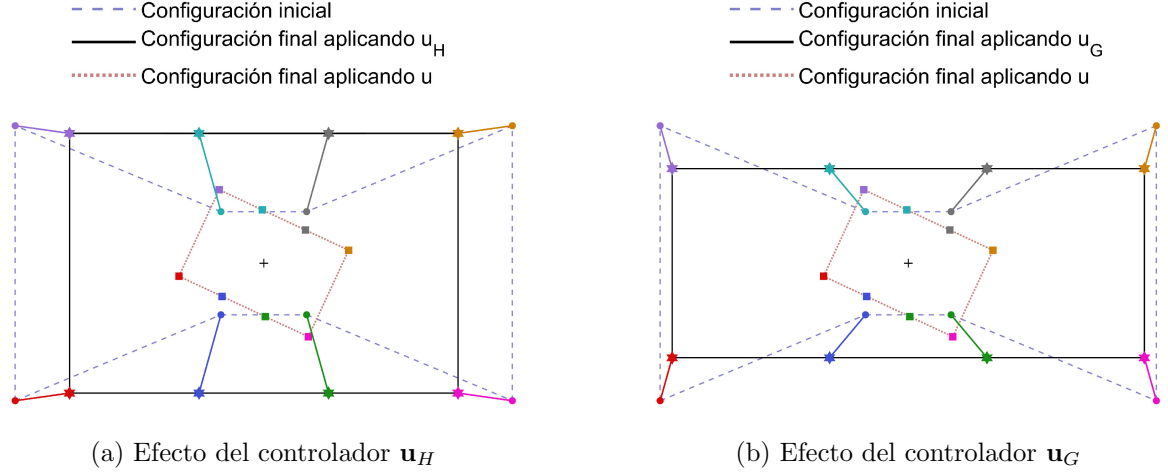 Configuración inicial
Configuración final aplicando u_H
Configuración final aplicando u
Configuración inicial
Configuración final aplicando u_G
Configuración final aplicando u
(a) Efecto del controlador u_H
(b) Efecto del controlador u_G